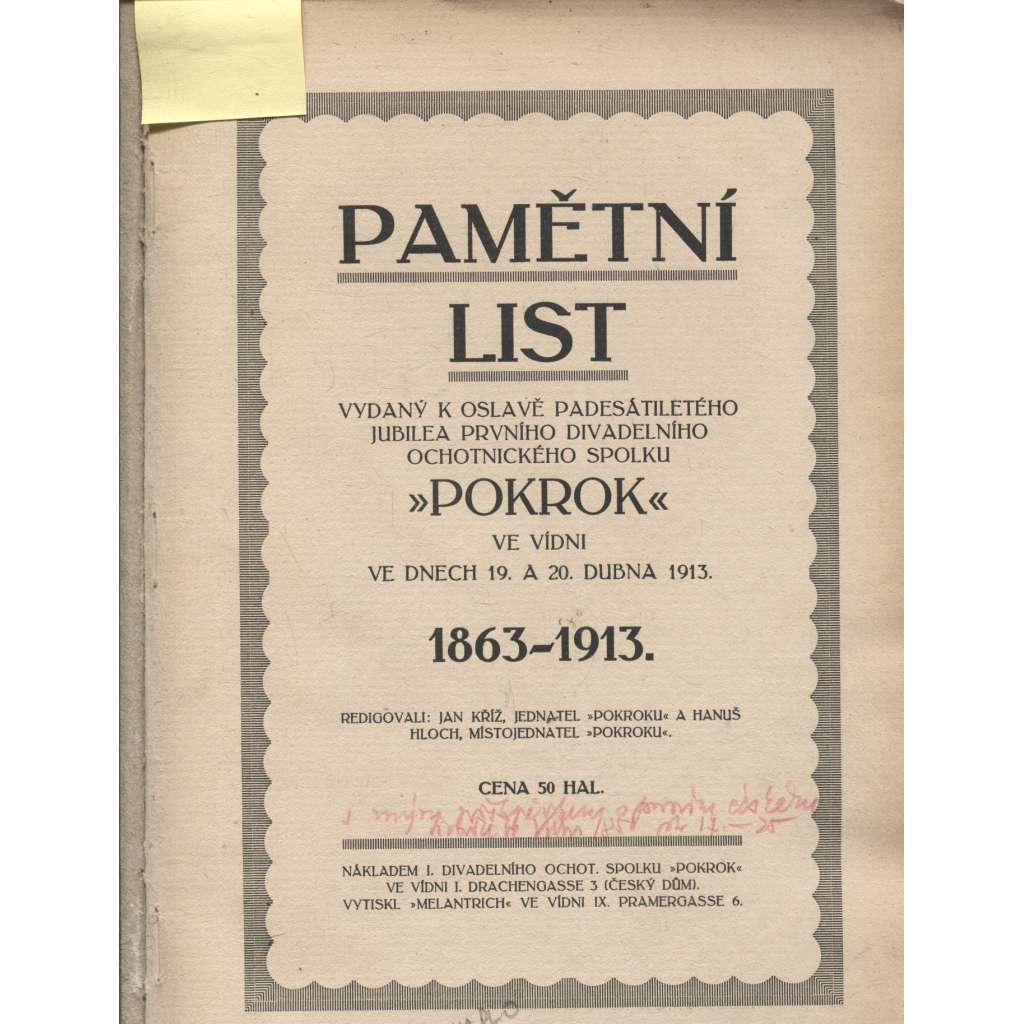 PAMĚTNÍ
LIST
VYDANÝ K OSLAVĚ PADESÁTILETÉHO
JUBILEA PRVNÍHO DIVADELNÍHO
OCHOTNICKÉHO SPOLKU
»POKROK«
VE VÍDNI
VE DNECH 19. A 20. DUBNA 1913.
1863-1913.
REDIGOVALI: JAN KŘÍŽ, JEDNATEL »POKROKU« A HANUŠ
HLOCH, MÍSTOJEDNATEL »POKROKU«.
CENA 50 HAL.
NÁKLADEM I. DIVADELNÍHO OCHOT. SPOLKU »POKROK«
VE VÍDNI I. DRACHENGASSE 3 (ČESKÝ DŮM).
VYTISKL »MELANTRICH« VE VÍDNI IX. PRAMERGASSE 6.